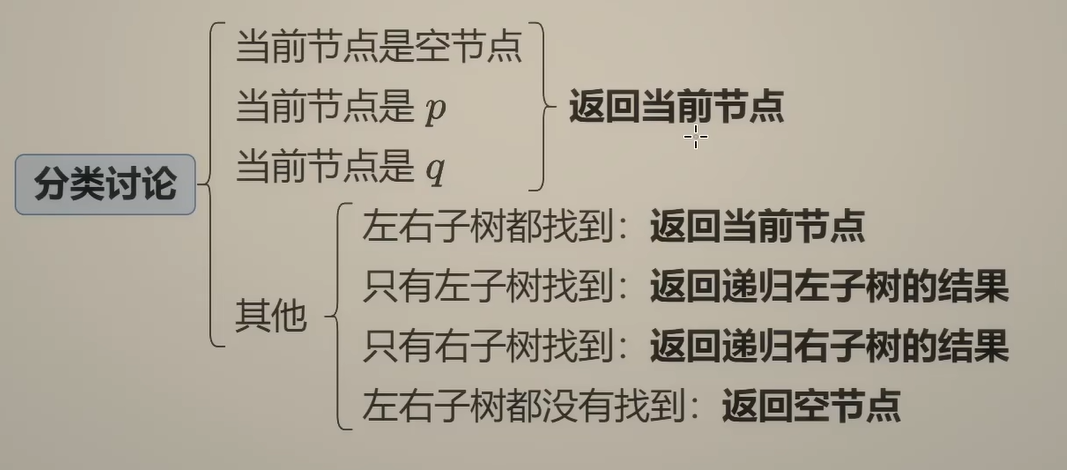 分类讨论
当前节点是空节点
当前节点是 p
当前节点是 q
返回当前节点
其他
左右子树都找到：返回当前节点
只有左子树找到：返回递归左子树的结果
只有右子树找到：返回递归右子树的结果
左右子树都没有找到：返回空节点